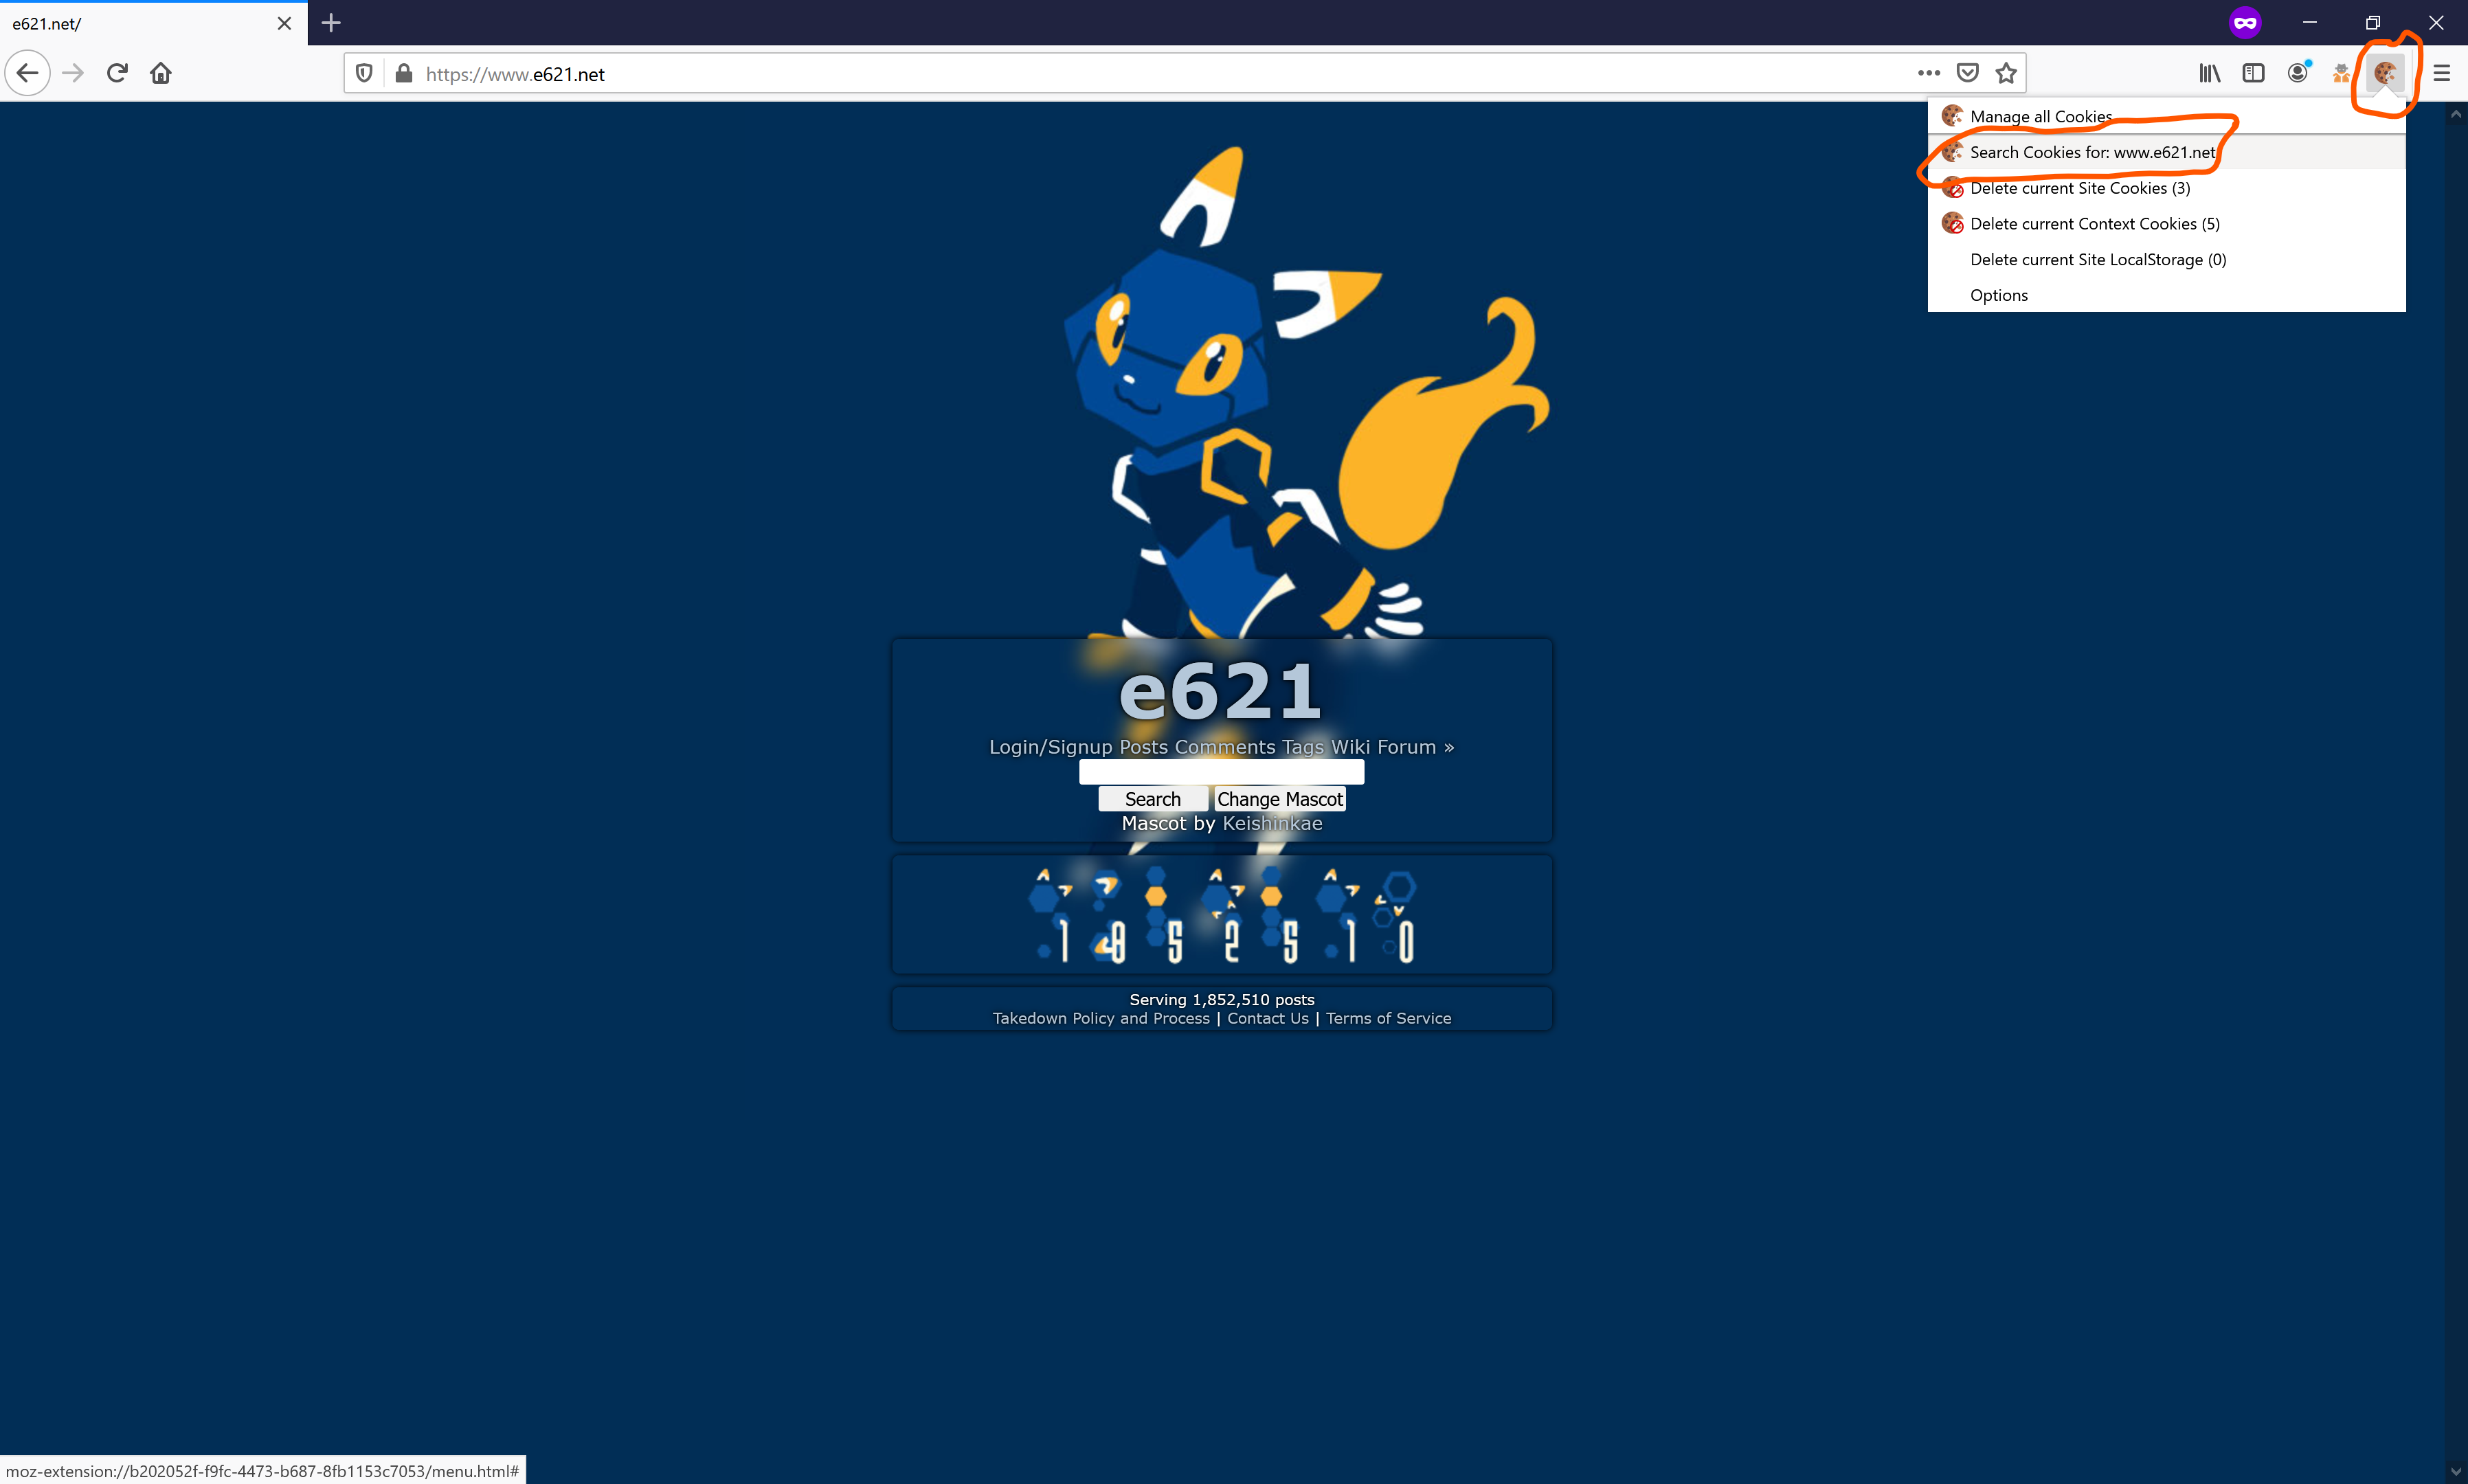 e621.net/
https://www.e621.net
Manage all Cookies
Search Cookies for: www.e621.net
Delete current Site Cookies (3)
Delete current Context Cookies (5)
Delete current Site LocalStorage (0)
Options
e621
Login/Signup Posts Comments Tags Wiki Forum »
Search Change Mascot
Mascot by Keishinkae
1 8 5 2 5 1 0
Serving 1,852,510 posts
Takedown Policy and Process | Contact Us | Terms of Service
moz-extension://b202052f-f9fc-4473-b687-8fb1153c7053/menu.html#